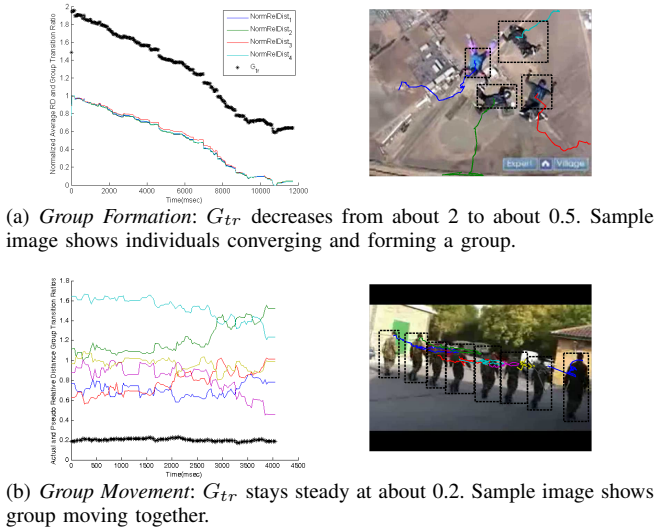 2
1.8
1.6
1.4
1.2
1
0.8
0.6
0.4
0.2
0
0 2000 4000 6000 8000 10000 12000
Time(msec)
Normalized Average RD and Group Transition Ratio
NormRelDist1
NormRelDist2
NormRelDist3
NormRelDist4
Gtr
Expert Village
(a) Group Formation: Gtr decreases from about 2 to about 0.5. Sample
image shows individuals converging and forming a group.
1.8
1.6
1.4
1.2
1
0.8
0.6
0.4
0.2
0
0 500 1000 1500 2000 2500 3000 3500 4000 4500
Time(msec)
Actual and Pseudo Relative Distance Group Transition Ratios
(b) Group Movement: Gtr stays steady at about 0.2. Sample image shows
group moving together.